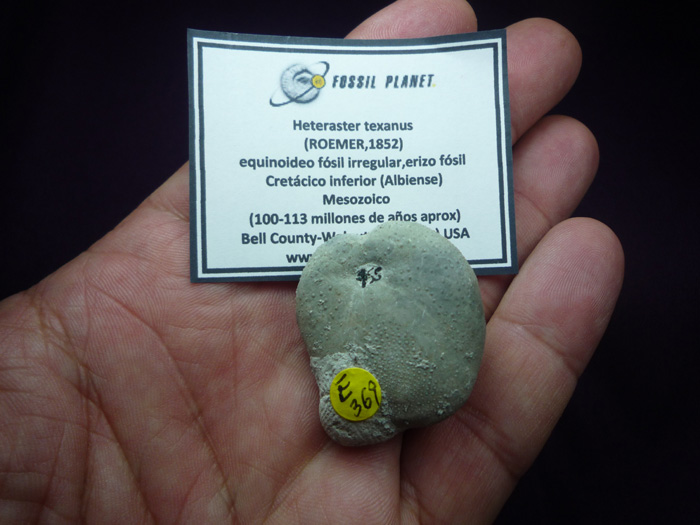 FOSSIL PLANET
Heteraster texanus
(ROEMER,1852)
equinoideo fósil irregular,erizo fósil
Cretácico inferior (Albiense)
Mesozoico
(100-113 millones de años aprox)
Bell County USA
369